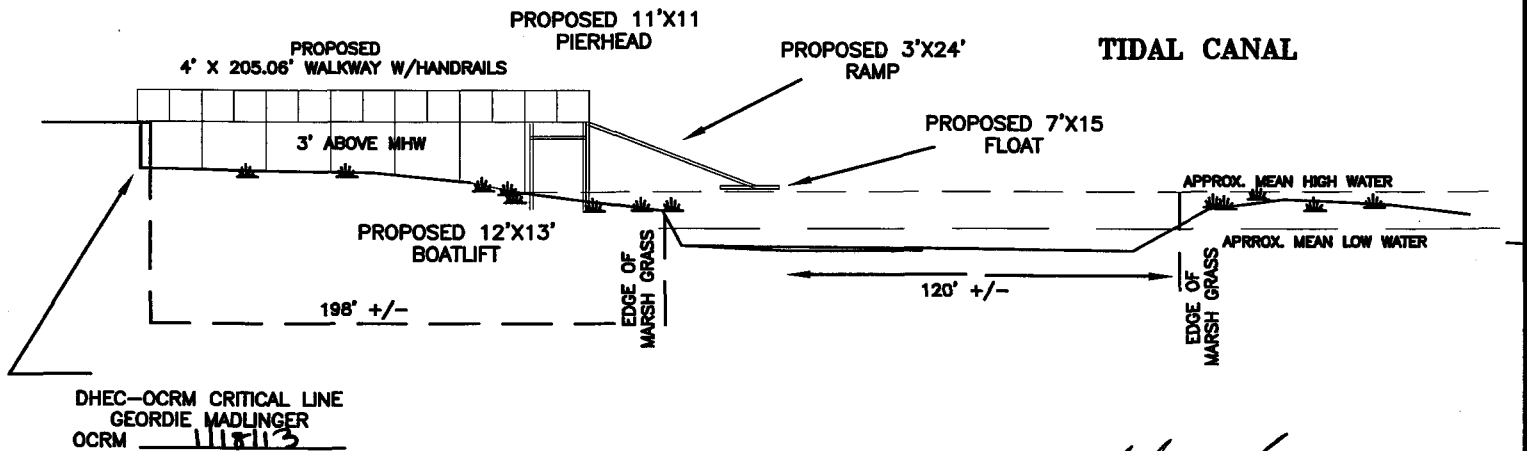 PROPOSED 11'X11
PIERHEAD
PROPOSED
4' X 205.06' WALKWAY W/HANDRAILS
PROPOSED 3'X24'
RAMP
TIDAL CANAL
3' ABOVE MHW
PROPOSED 7'X15
FLOAT
APPROX. MEAN HIGH WATER
PROPOSED 12'X13'
BOATLIFT
APRROX. MEAN LOW WATER
198' +/-
EDGE OF
MARSH GRASS
120' +/-
EDGE OF
MARSH GRASS
DHEC-OCRM CRITICAL LINE
GEORDIE MADLINGER
OCRM